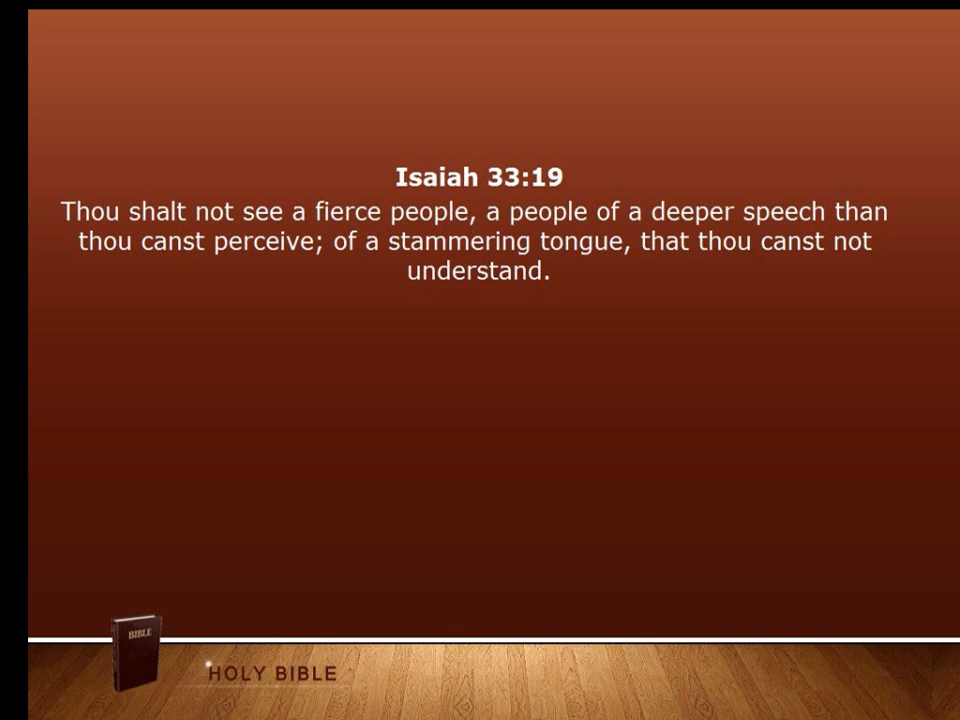 Isaiah 33:19
Thou shalt not see a fierce people, a people of a deeper speech than
thou canst perceive; of a stammering tongue, that thou canst not
understand.
BIBLE
HOLY BIBLE